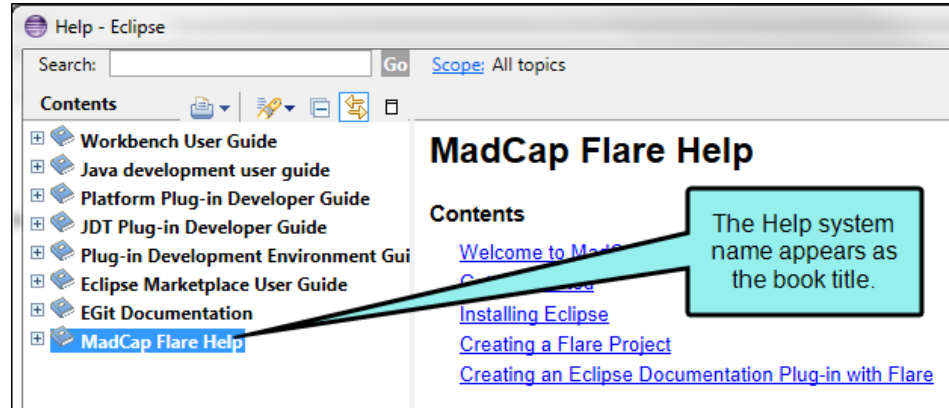 Help - Eclipse
Search:
Go
Scope: All topics
Contents
Workbench User Guide
Java development user guide
Platform Plug-in Developer Guide
JDT Plug-in Developer Guide
Plug-in Development Environment Gui
Eclipse Marketplace User Guide
EGit Documentation
MadCap Flare Help
MadCap Flare Help
Contents
Welcome to
Installing Eclipse
Creating a Flare Project
Creating an Eclipse Documentation Plug-in with Flare
The Help system
name appears as
the book title.